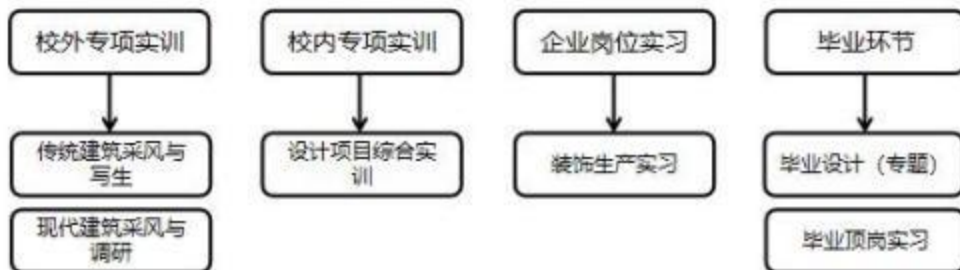 校外专项实训
校内专项实训
企业岗位实习
毕业环节
传统建筑采风与
写生
设计项目综合实
训
装饰生产实习
毕业设计（专题）
现代建筑采风与
调研
毕业顶岗实习